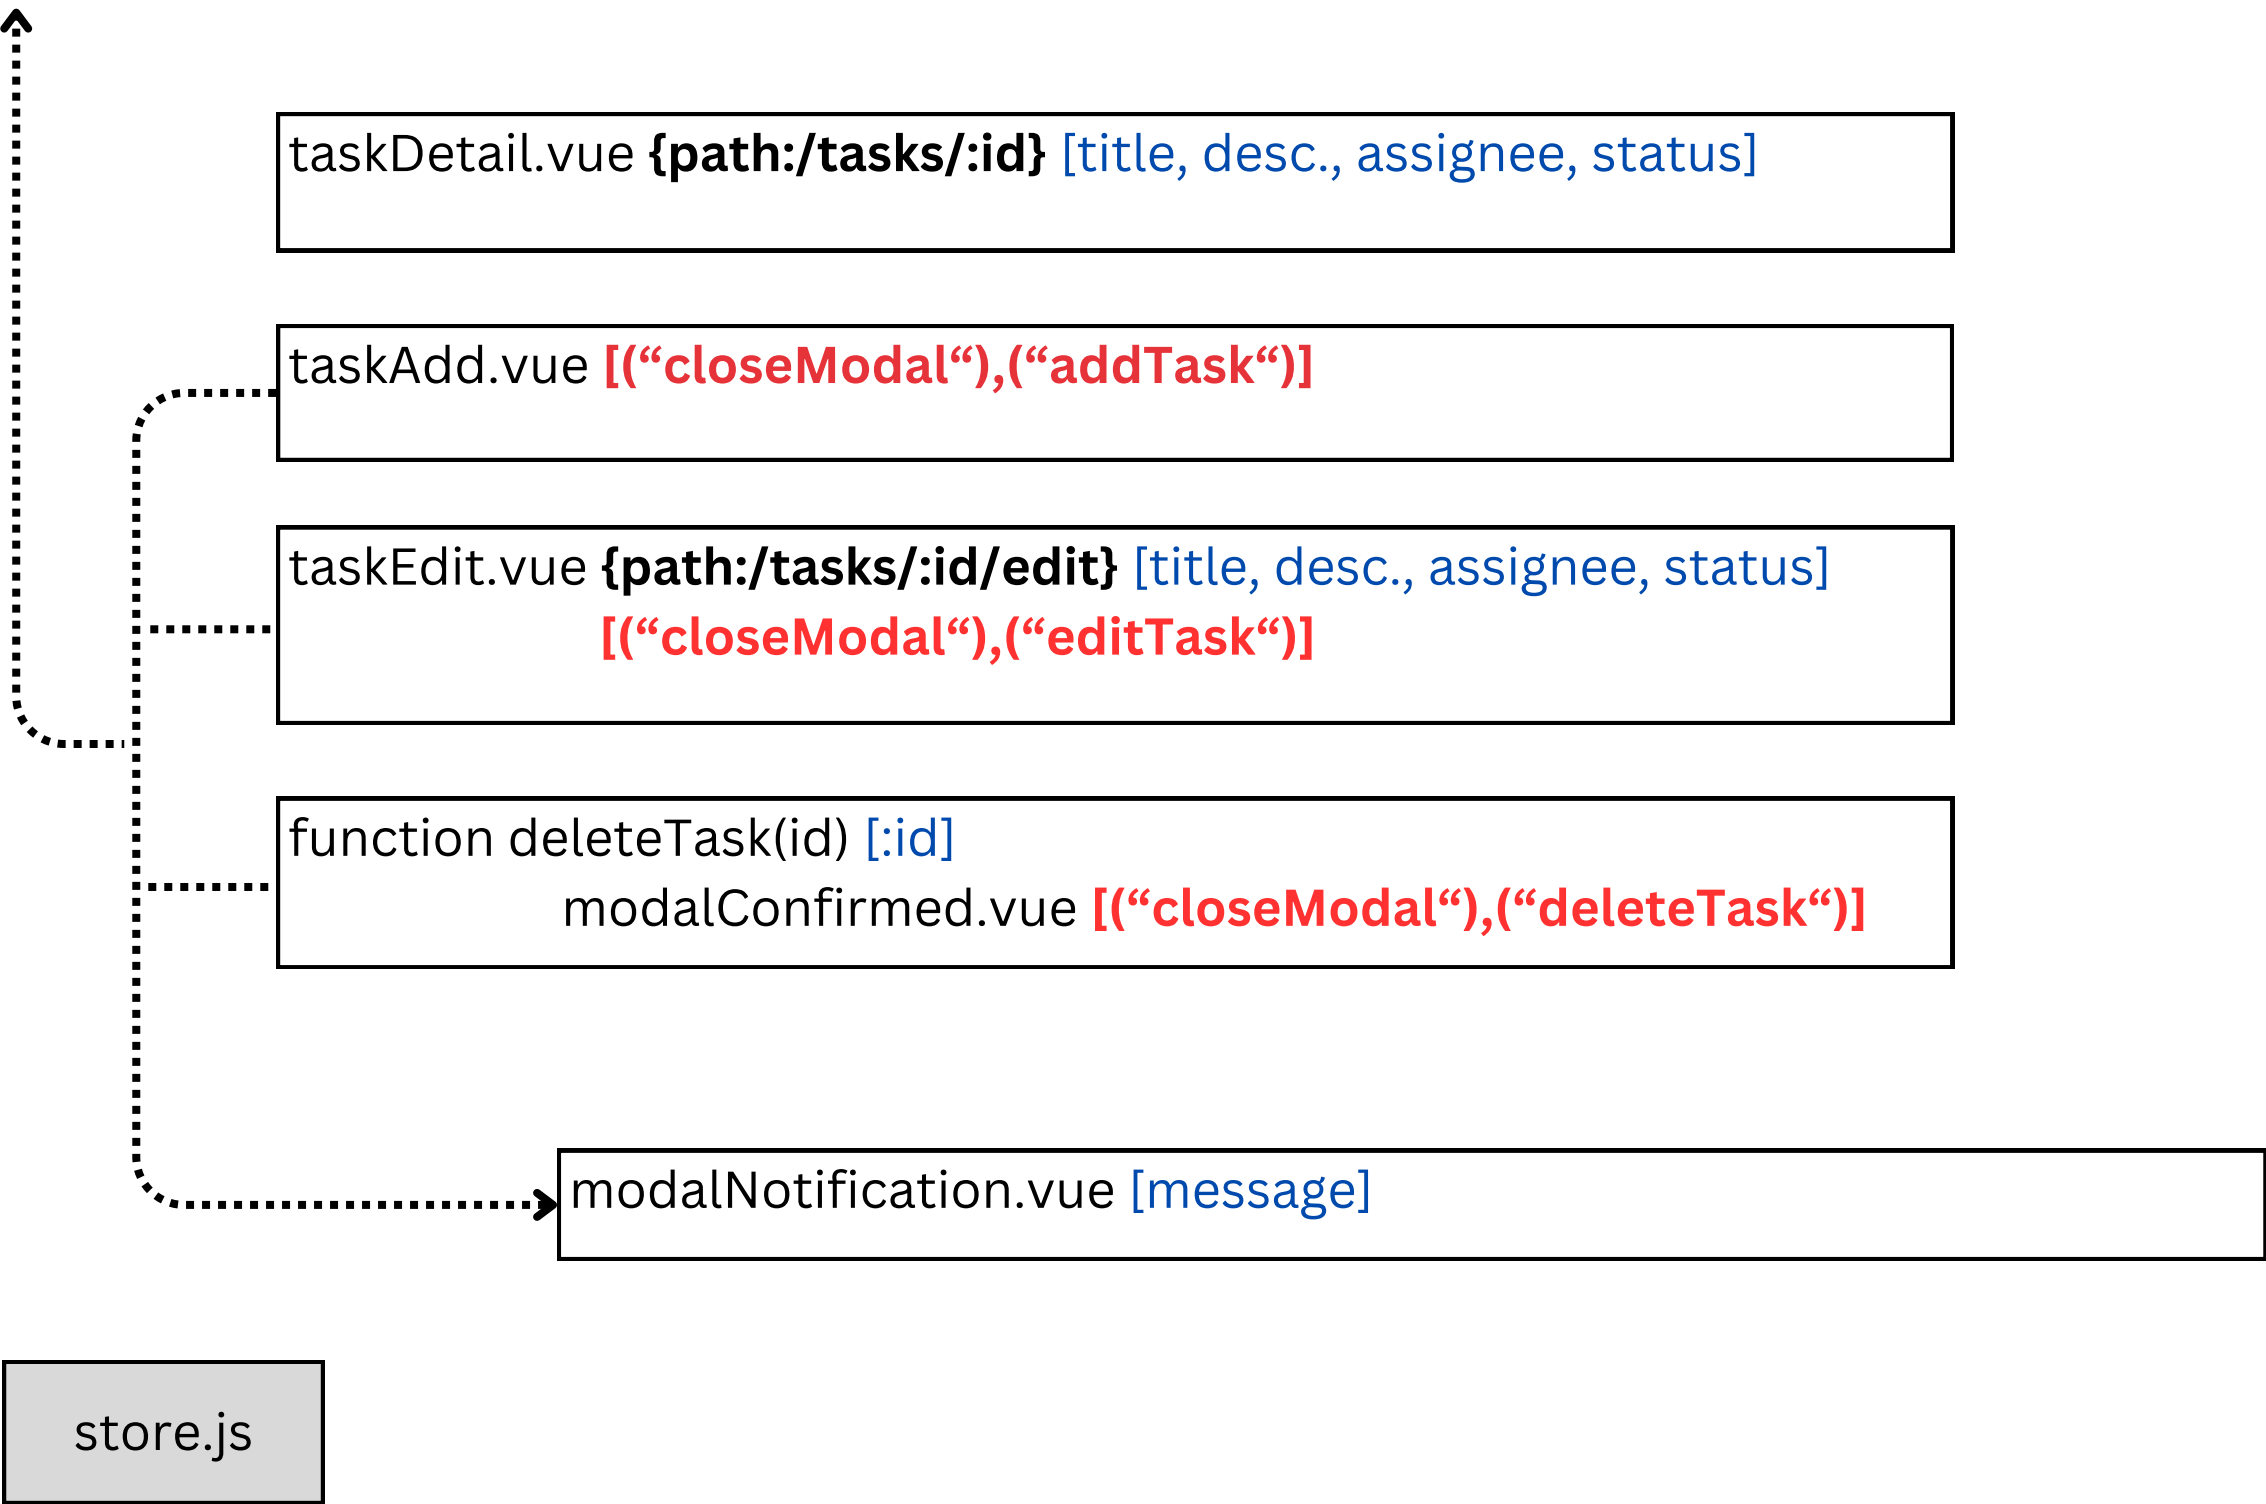 taskDetail.vue {path:/tasks/:id} [title, desc., assignee, status]
taskAdd.vue [(“closeModal“),(“addTask“)]
taskEdit.vue {path:/tasks/:id/edit} [title, desc., assignee, status]
[(“closeModal“),(“editTask“)]
function deleteTask(id) [:id]
modalConfirmed.vue [(“closeModal“),(“deleteTask“)]
modalNotification.vue [message]
store.js